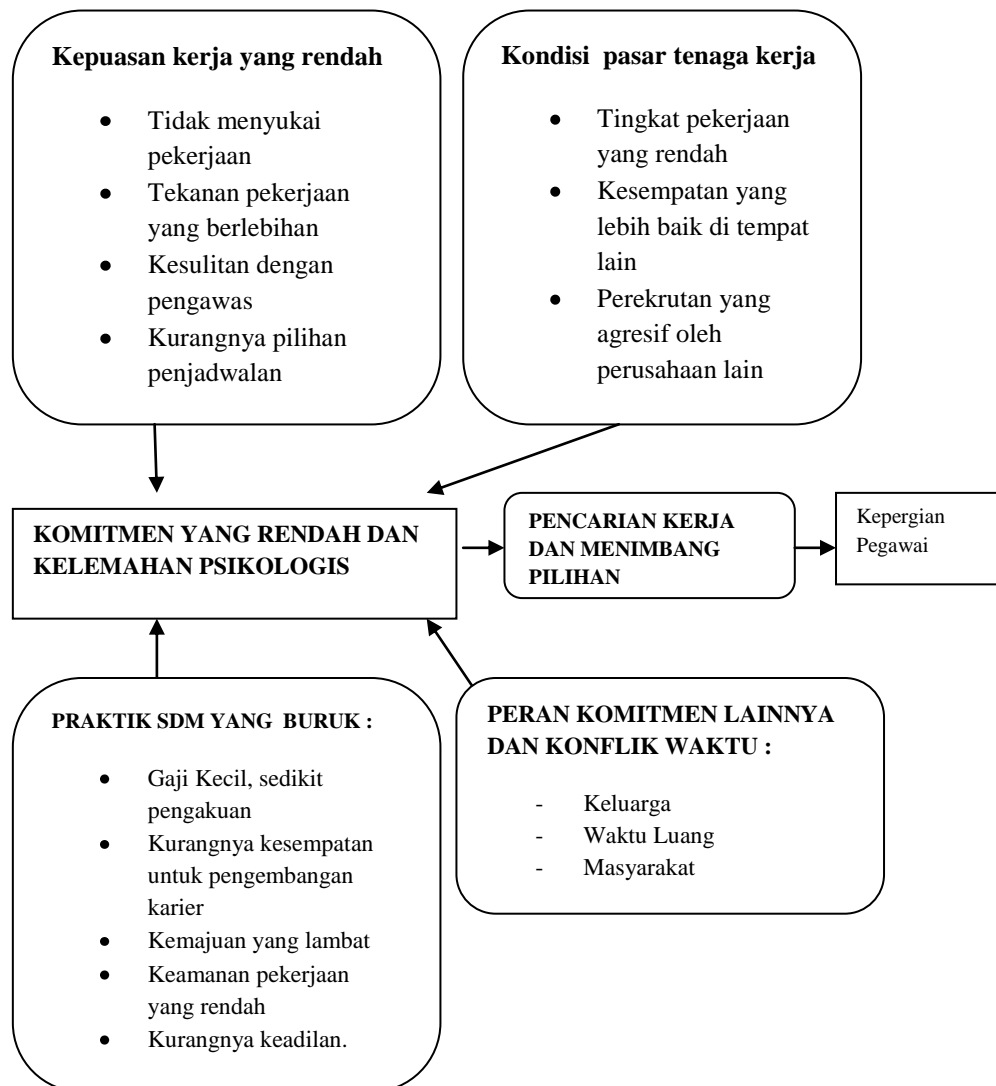 Kepuasan kerja yang rendah
• Tidak menyukai
pekerjaan
• Tekanan pekerjaan
yang berlebihan
• Kesulitan dengan
pengawas
• Kurangnya pilihan
penjadwalan
Kondisi pasar tenaga kerja
• Tingkat pekerjaan
yang rendah
• Kesempatan yang
lebih baik di tempat
lain
• Perekrutan yang
agresif oleh
perusahaan lain
KOMITMEN YANG RENDAH DAN
KELEMAHAN PSIKOLOGIS
PENCARIAN KERJA
DAN MENIMBANG
PILIHAN
Kepergian
Pegawai
PRAKTIK SDM YANG BURUK :
• Gaji Kecil, sedikit
pengakuan
• Kurangnya kesempatan
untuk pengembangan
karier
• Kemajuan yang lambat
• Keamanan pekerjaan
yang rendah
• Kurangnya keadilan.
PERAN KOMITMEN LAINNYA
DAN KONFLIK WAKTU :
- Keluarga
- Waktu Luang
- Masyarakat